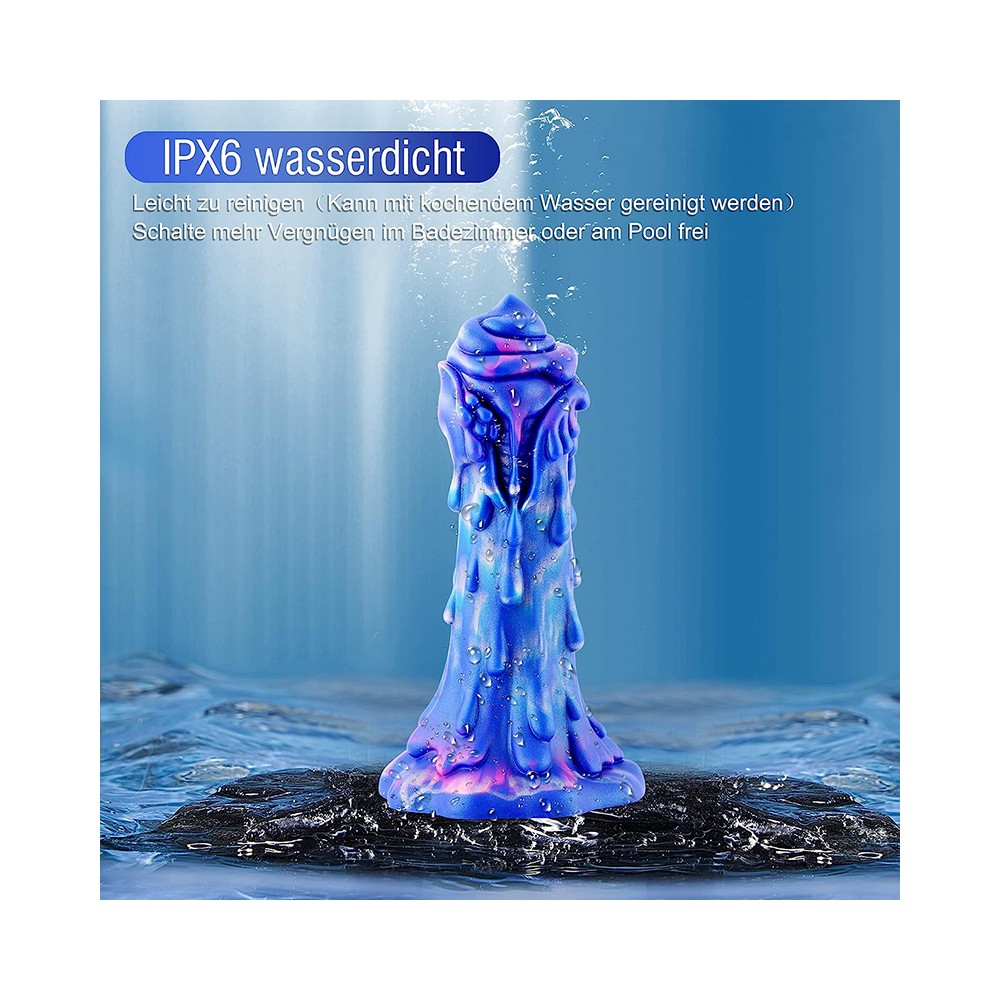 IPX6 wasserdicht
Leicht zu reinigen（Kann mit kochendem Wasser gereinigt werden）
Schalte mehr Vergnügen im Badezimmer oder am Pool frei